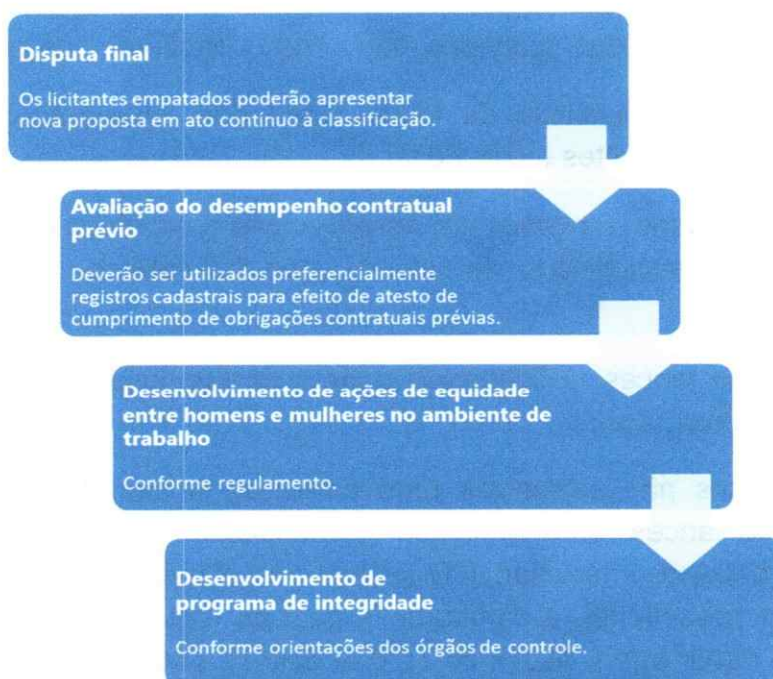 Disputa final
Os licitantes empatados poderão apresentar
nova proposta em ato contínuo à classificação.
Avaliação do desempenho contratual
prévio
Deverão ser utilizados preferencialmente
registros cadastrais para efeito de atesto de
cumprimento de obrigações contratuais prévias.
Desenvolvimento de ações de equidade
entre homens e mulheres no ambiente de
trabalho
Conforme regulamento.
Desenvolvimento de
programa de integridade
Conforme orientações dos órgãos de controle.